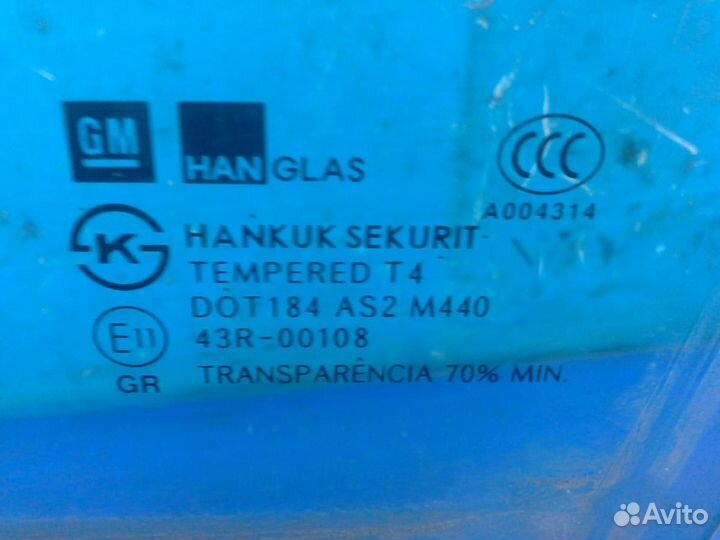 GM HANGLAS CCC
A004314
K HANKUK SEKURIT
TEMPERED T4
DOT184 AS2 M440
E11 43R-00108
GR TRANSPARÊNCIA 70% MIN.
Avito